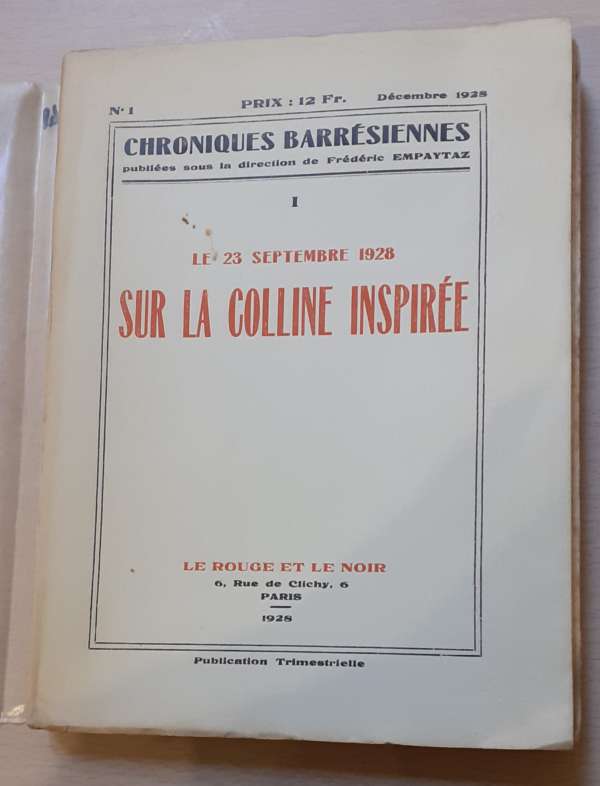 N° 1 PRIX : 12 Fr. Décembre 1928
CHRONIQUES BARRÉSIENNES
publiées sous la direction de Frédéric EMPAYTAZ
I
LE 23 SEPTEMBRE 1928
SUR LA COLLINE INSPIRÉE
LE ROUGE ET LE NOIR
6, Rue de Clichy, 6
PARIS
1928
Publication Trimestrielle